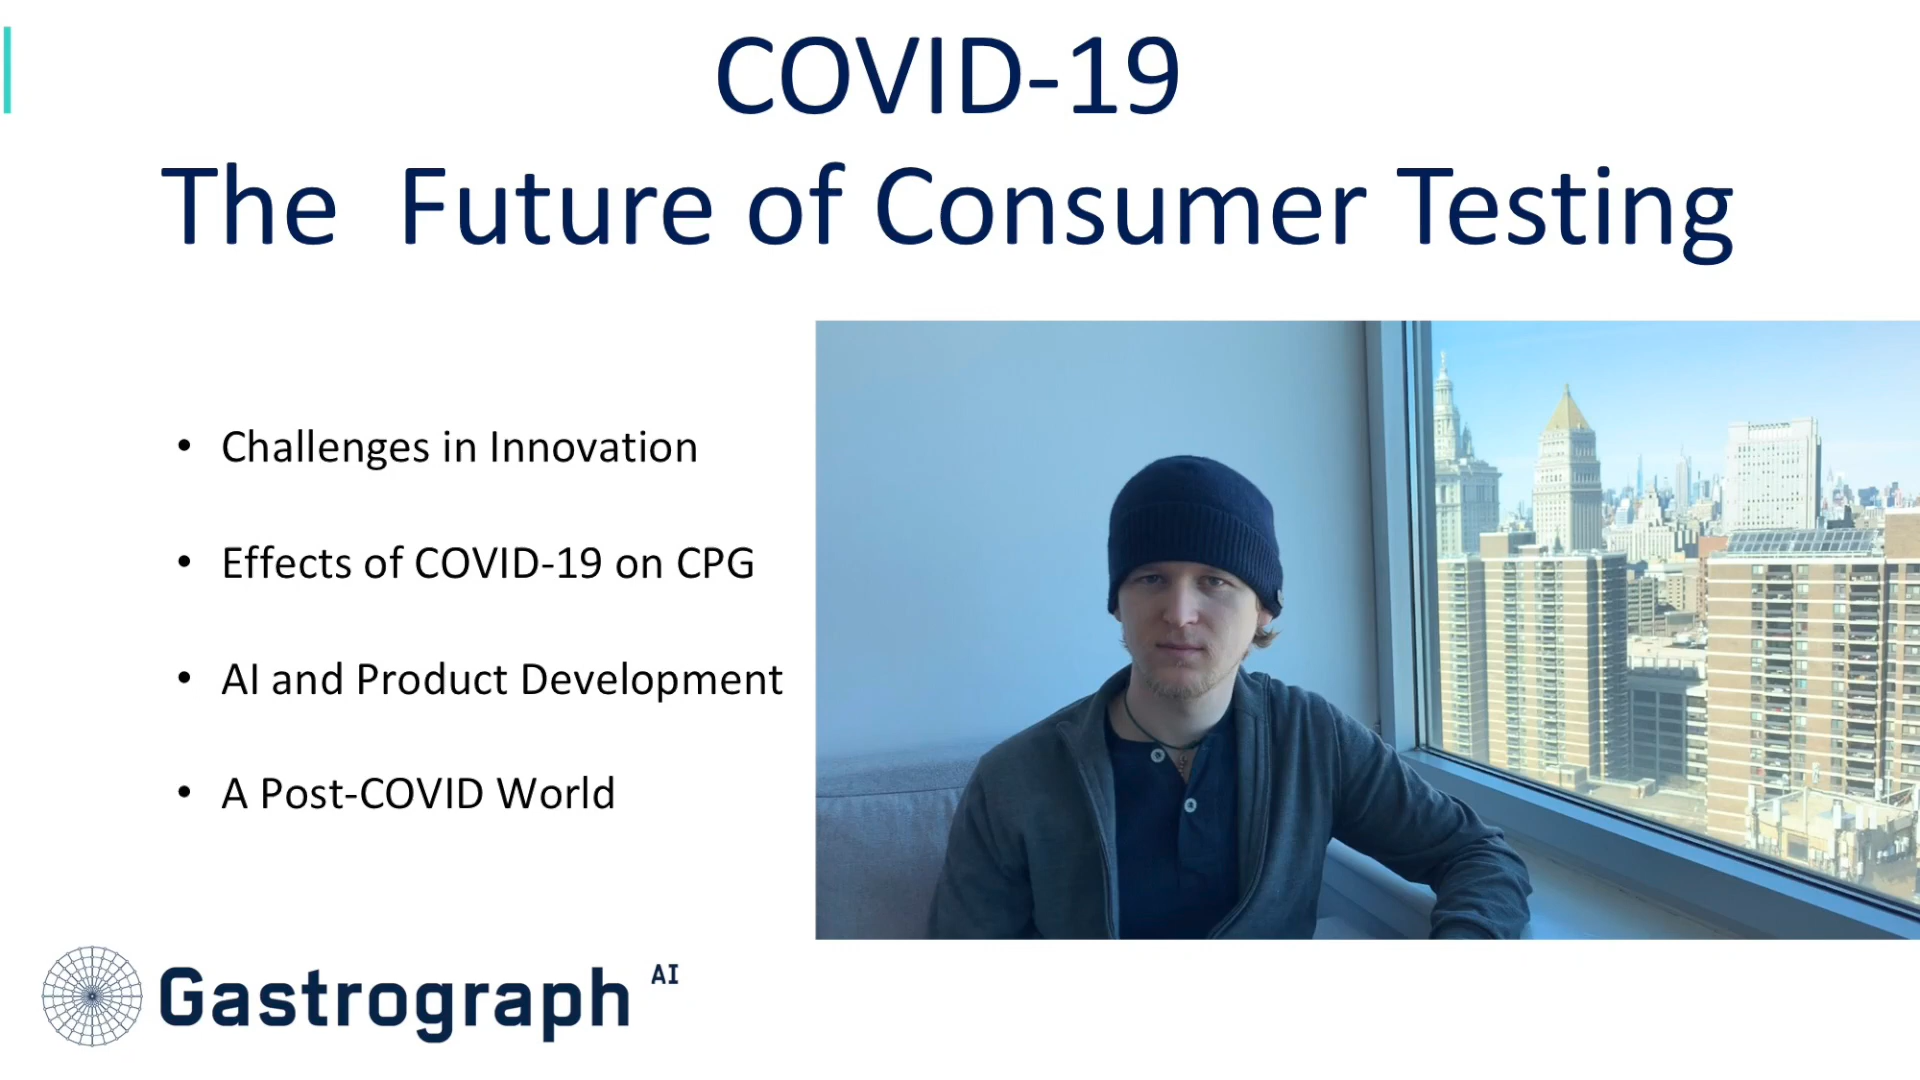 COVID-19
The  Future of Consumer Testing
• Challenges in Innovation
• Effects of COVID-19 on CPG
• AI and Product Development
• A Post-COVID World
Gastrograph AI